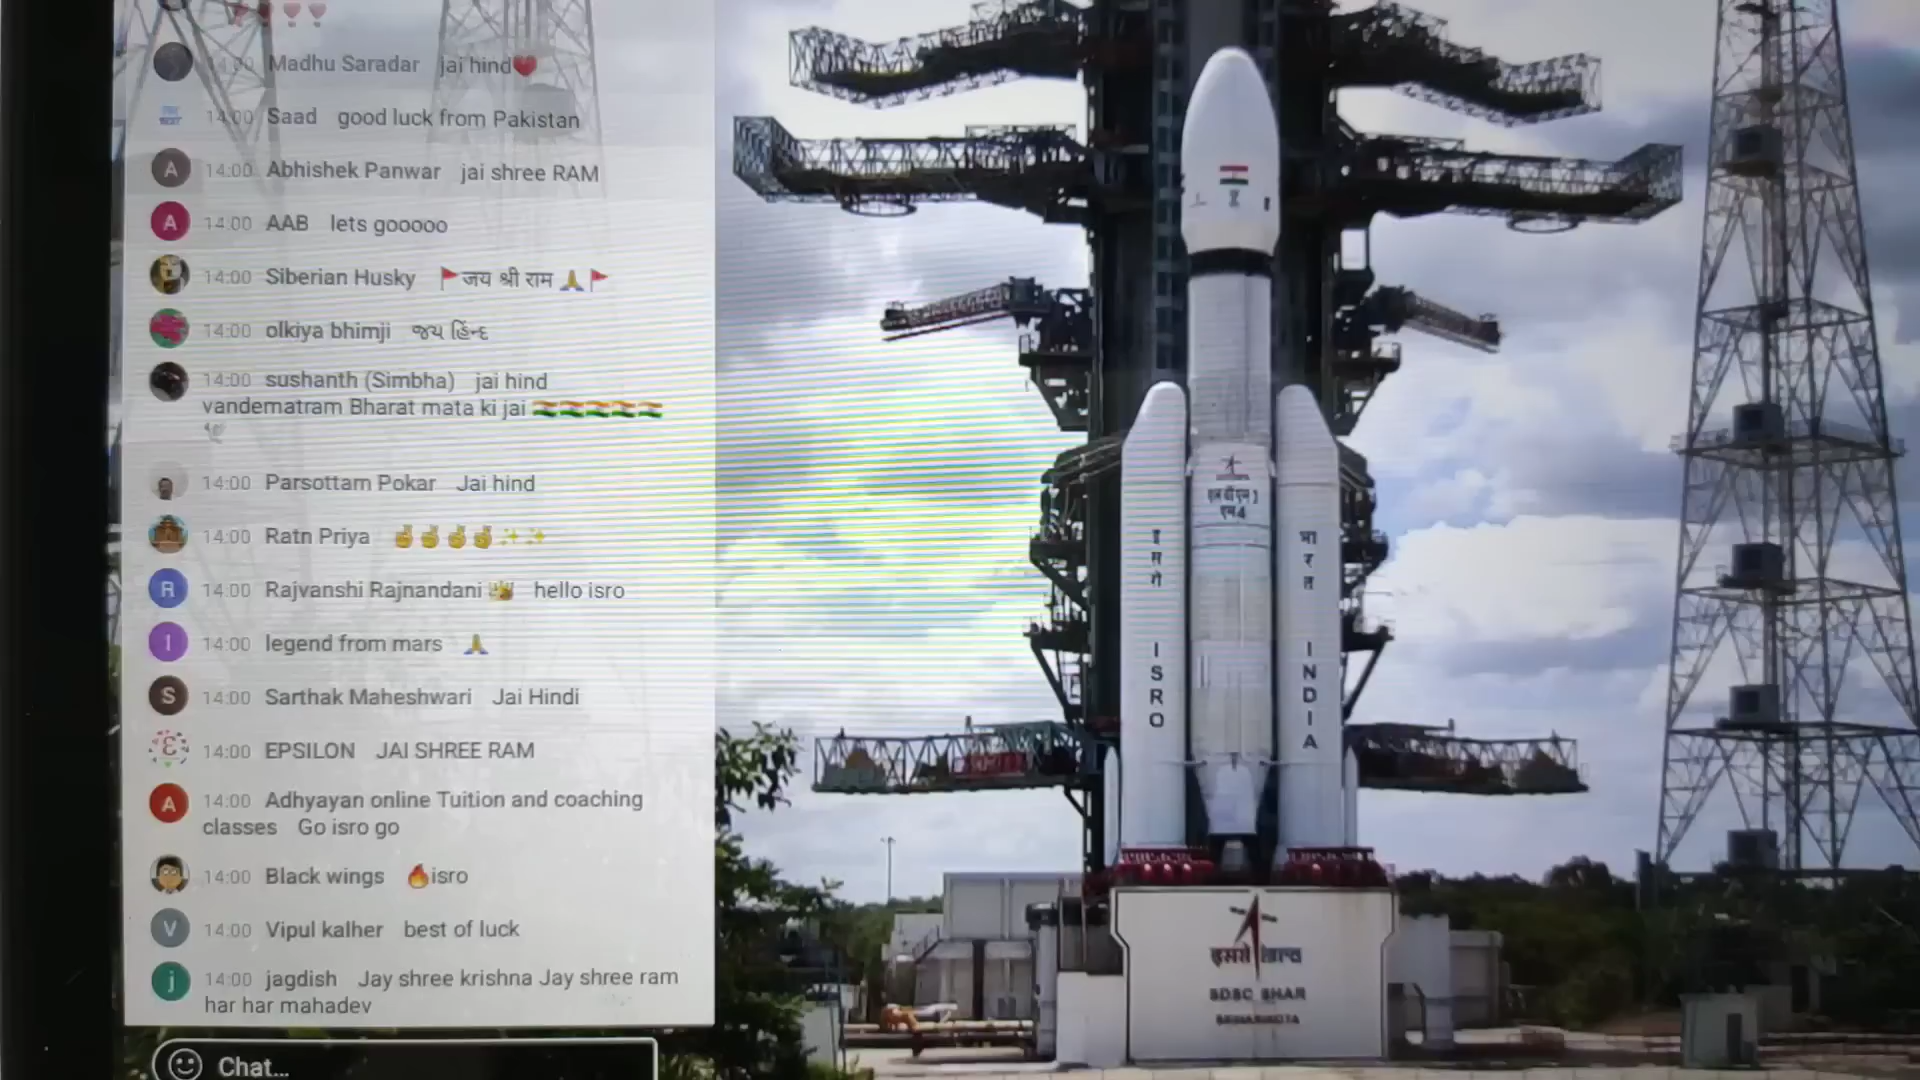 14:00 Madhu Saradar jai hind❤️
14:00 Saad good luck from Pakistan
A 14:00 Abhishek Panwar jai shree RAM
A 14:00 AAB lets gooooo
14:00 Siberian Husky 🚩जय श्री राम 🙏🚩
14:00 olkiya bhimji જય હિન્દ
14:00 sushanth (Simbha) jai hind
vandematram Bharat mata ki jai 🇮🇳🇮🇳🇮🇳🇮🇳🇮🇳
14:00 Parsottam Pokar Jai hind
14:00 Ratn Priya ✌️✌️✌️✌️✨✨
R 14:00 Rajvanshi Rajnandani 👑 hello isro
l 14:00 legend from mars 🙏
S 14:00 Sarthak Maheshwari Jai Hindi
Ɛ 14:00 EPSILON JAI SHREE RAM
A 14:00 Adhyayan online Tuition and coaching
classes Go isro go
14:00 Black wings 🔥isro
V 14:00 Vipul kalher best of luck
j 14:00 jagdish Jay shree krishna Jay shree ram
har har mahadev
Chat...
एम4
इसरो
ISRO
भारत
INDIA
इसरो isro
SDSC SHAR
SRIHARIKOTA